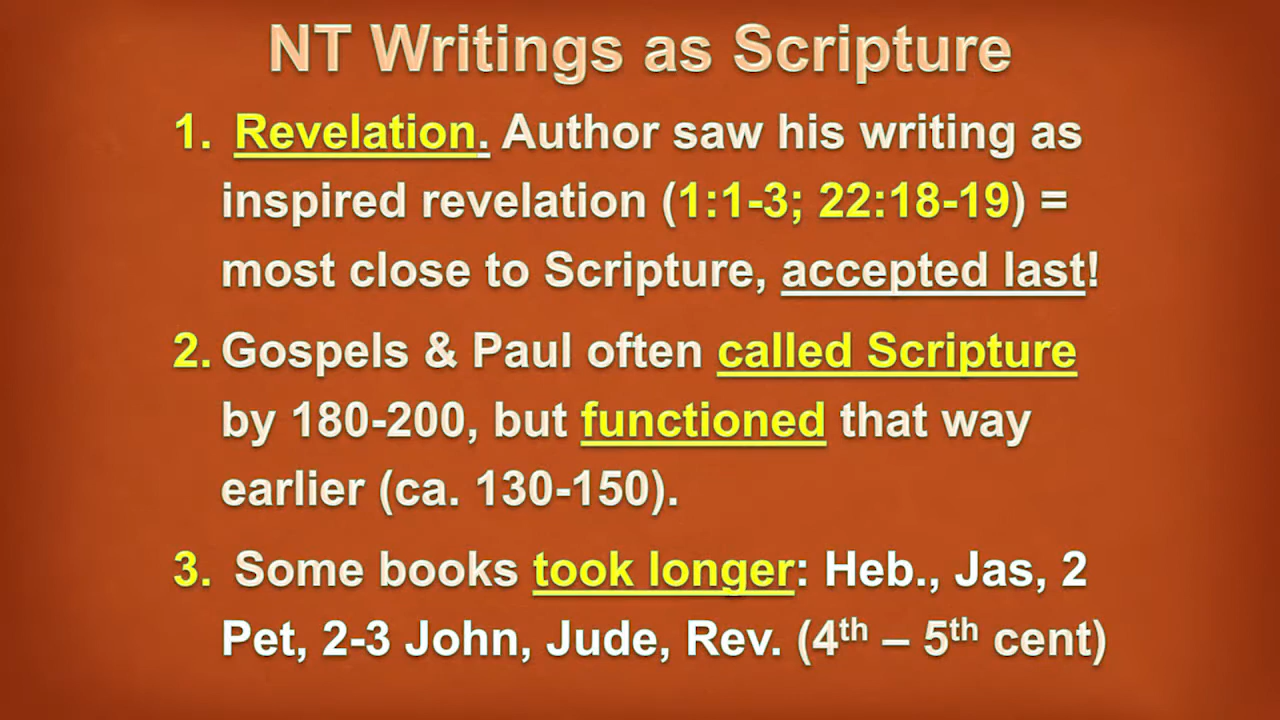 NT Writings as Scripture
1. Revelation. Author saw his writing as
inspired revelation (1:1-3; 22:18-19) =
most close to Scripture, accepted last!
2. Gospels & Paul often called Scripture
by 180-200, but functioned that way
earlier (ca. 130-150).
3. Some books took longer: Heb., Jas, 2
Pet, 2-3 John, Jude, Rev. (4th – 5th cent)